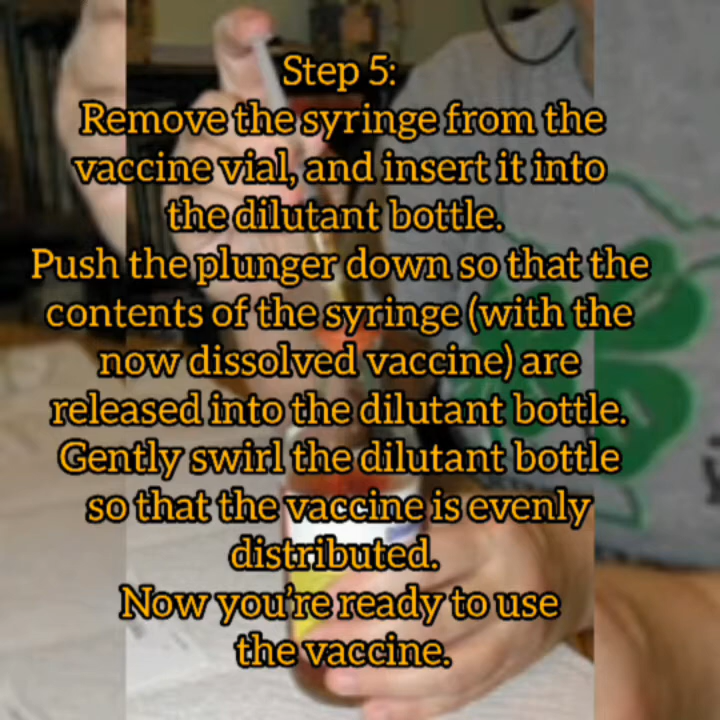 Step 5:
Remove the syringe from the
vaccine vial, and insert it into
the dilutant bottle.
Push the plunger down so that the
contents of the syringe (with the
now dissolved vaccine) are
released into the dilutant bottle.
Gently swirl the dilutant bottle
so that the vaccine is evenly
distributed.
Now you're ready to use
the vaccine.